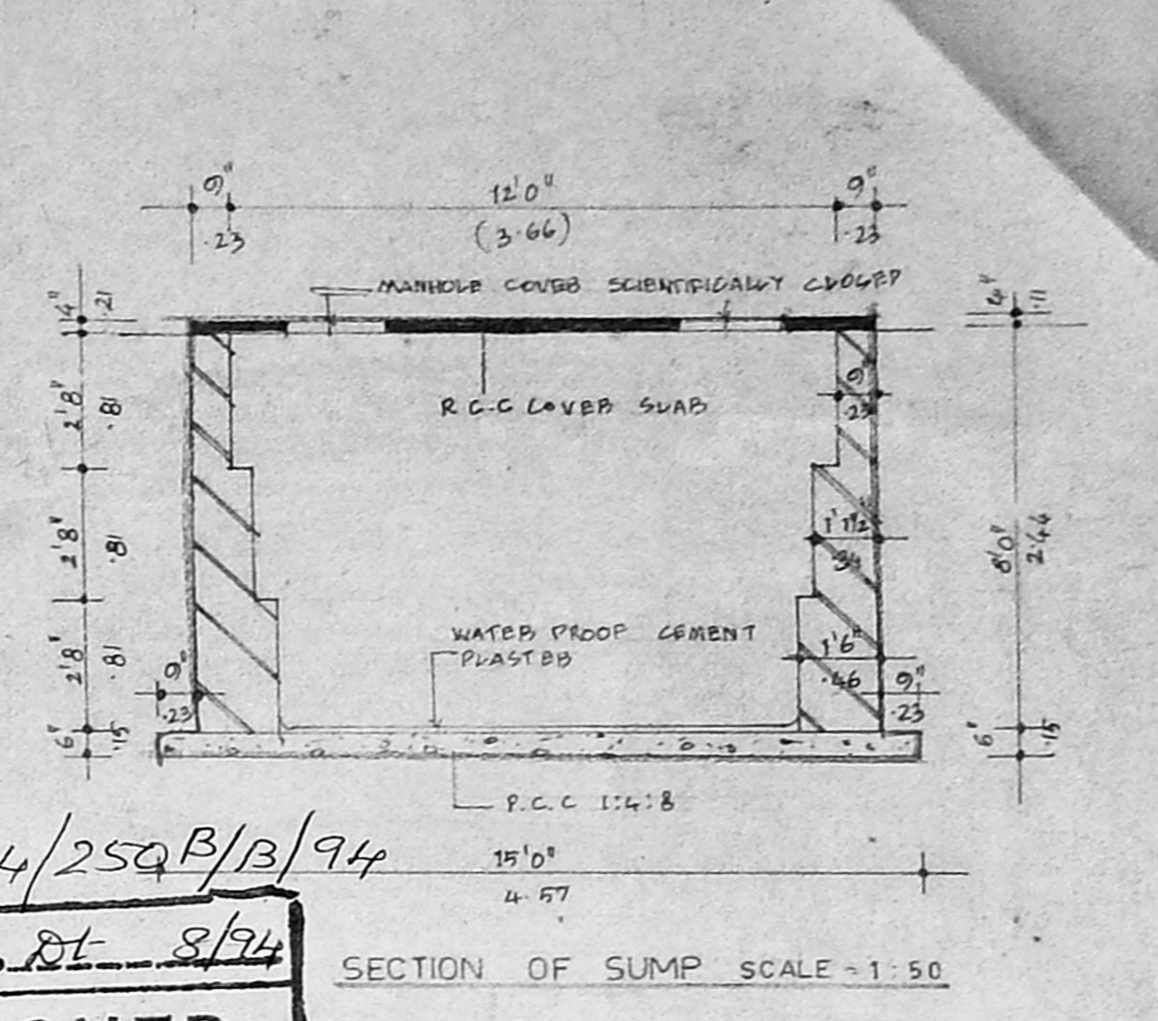 9" 12'0" 9"
.23 (3.66) .23
MANHOLE COVER SCIENTIFICALLY CLOSED
4" .21
4" .11
R.C.C COVER SLAB
9"
.23
2'8" .81
2'8" .81
1'1½"
.34
8'0" 2.44
WATER PROOF CEMENT
PLASTER
2'8" .81
1'6"
.46
9"
.23
9"
.23
6" .15
6" .15
P.C.C 1:4:8
4/250B/B/94
15'0"
4.57
Dt 8/94
SECTION OF SUMP SCALE - 1:50